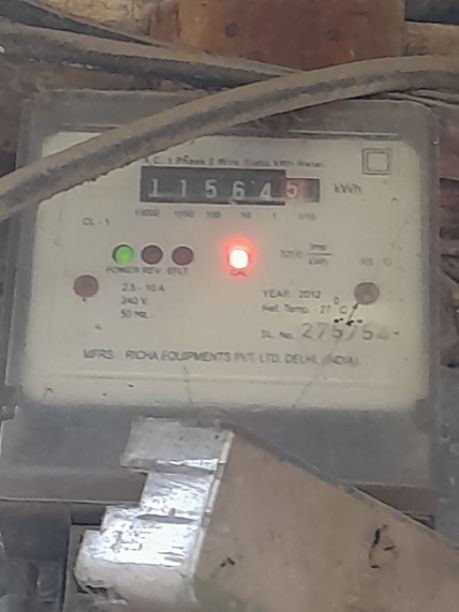 A.C. 1 Phase 2 Wire Static kWh Meter
115645 kWh
10000 1000 100 10 1 1/10
CL - 1
3200 imp/kWh
POWER REV EFLT CAL
2.5 - 10 A
240 V.
50 Hz.
YEAR 2012
Ref. Temp. - 27 °C
SL. No.
MFRS. RICHA EQUIPMENTS PVT. LTD. DELHI, (INDIA)